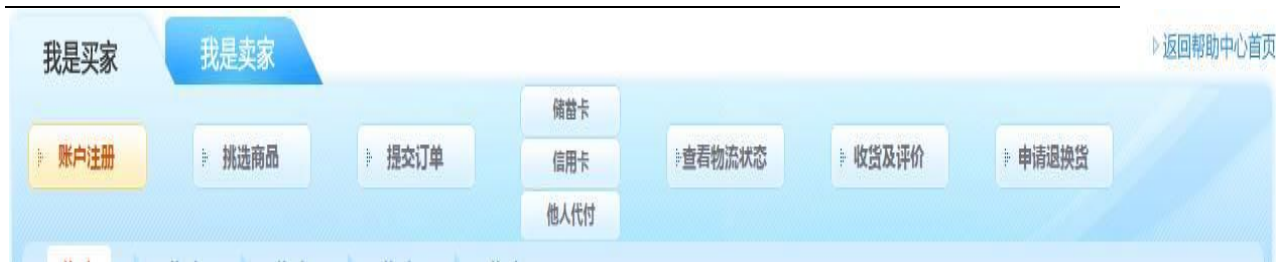 我是买家
我是卖家
返回帮助中心首页
账户注册
挑选商品
提交订单
储蓄卡
信用卡
他人代付
查看物流状态
收货及评价
申请退换货